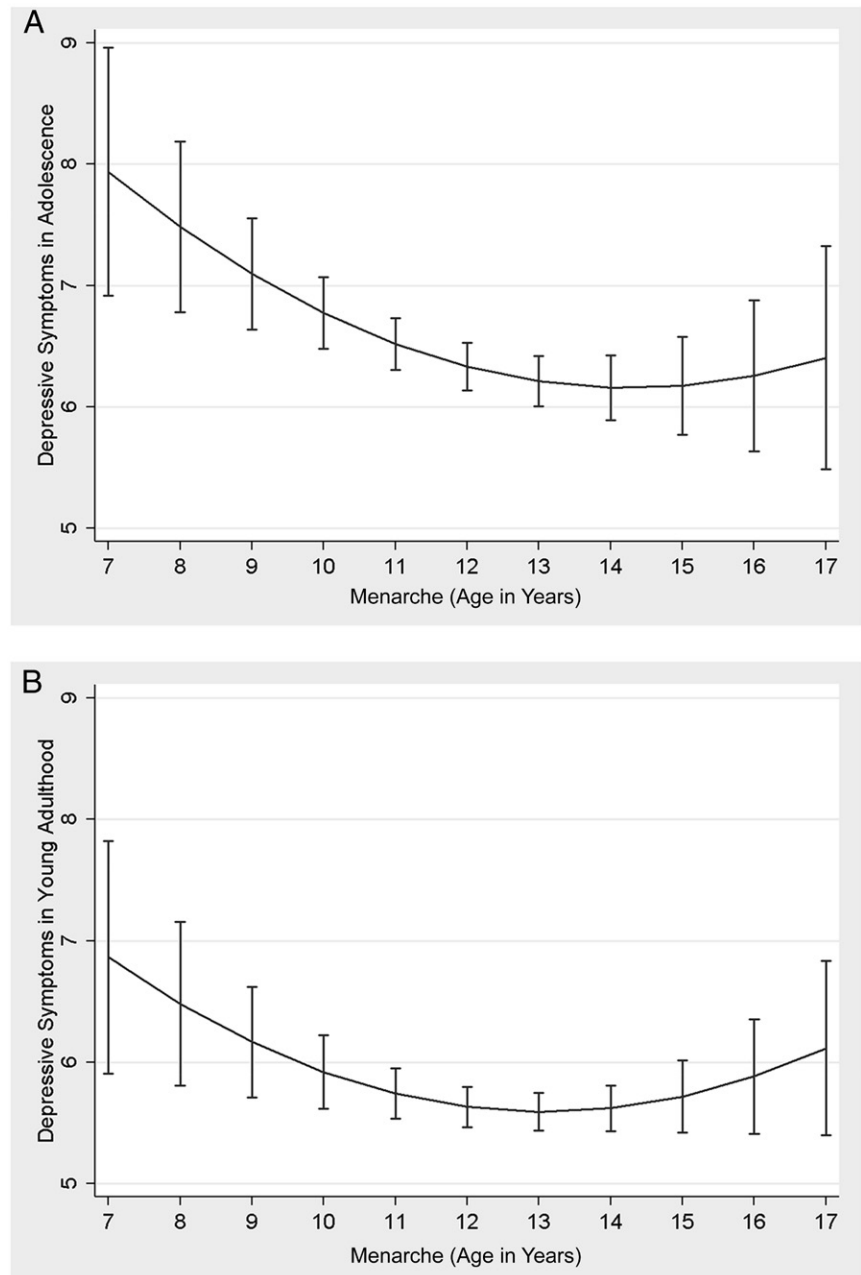 A
Depressive Symptoms in Adolescence
9
8
7
6
5
7 8 9 10 11 12 13 14 15 16 17
Menarche (Age in Years)
B
Depressive Symptoms in Young Adulthood
9
8
7
6
5
7 8 9 10 11 12 13 14 15 16 17
Menarche (Age in Years)